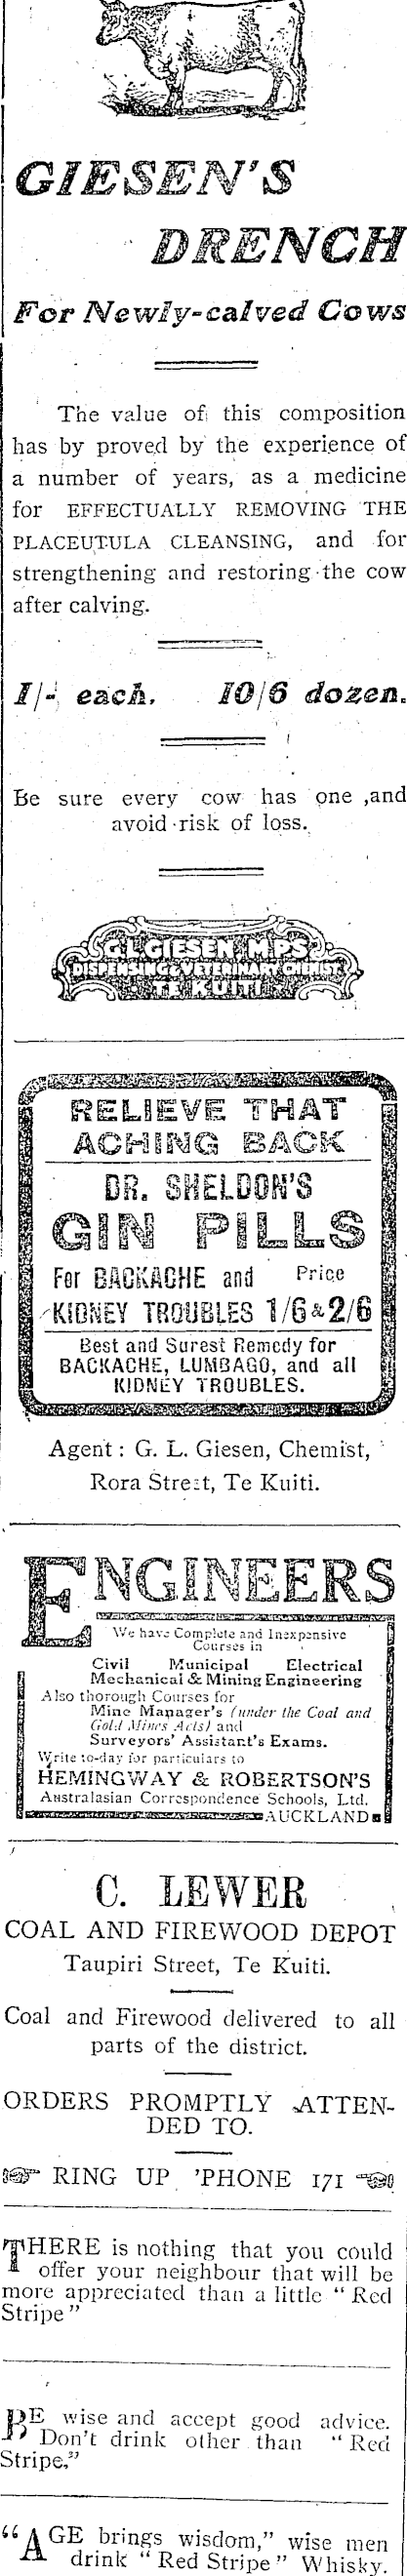 GIESEN'S
DRENCH
For Newly-calved Cows
The value of this composition
has by proved by the experience of
a number of years, as a medicine
for EFFECTUALLY REMOVING THE
PLACEUTULA CLEANSING, and for
strengthening and restoring the cow
after calving.
1/- each. 10/6 dozen.
Be sure every cow has one ,and
avoid risk of loss.
G.L.GIESEN. M.P.S.
DISPENSING & VETERINARY CHEMIST
TE KUITI
RELIEVE THAT
ACHING BACK
DR. SHELDON'S
GIN PILLS
For BACKACHE and Price
KIDNEY TROUBLES 1/6 & 2/6
Best and Surest Remedy for
BACKACHE, LUMBAGO, and all
KIDNEY TROUBLES.
Agent : G. L. Giesen, Chemist,
Rora Street, Te Kuiti.
ENGINEERS
We have Complete and Inexpensive
Courses in
Civil Municipal Electrical
Mechanical & Mining Engineering
Also thorough Courses for
Mine Manager's (under the Coal and
Gold Mines Acts) and
Surveyors' Assistant's Exams.
Write to-day for particulars to
HEMINGWAY & ROBERTSON'S
Australasian Correspondence Schools, Ltd.
AUCKLAND
C. LEWER
COAL AND FIREWOOD DEPOT
Taupiri Street, Te Kuiti.
Coal and Firewood delivered to all
parts of the district.
ORDERS PROMPTLY ATTEN-
DED TO.
RING UP 'PHONE 171
THERE is nothing that you could
offer your neighbour that will be
more appreciated than a little "Red
Stripe"
BE wise and accept good advice.
Don't drink other than "Red
Stripe."
"AGE brings wisdom," wise men
drink "Red Stripe" Whisky.